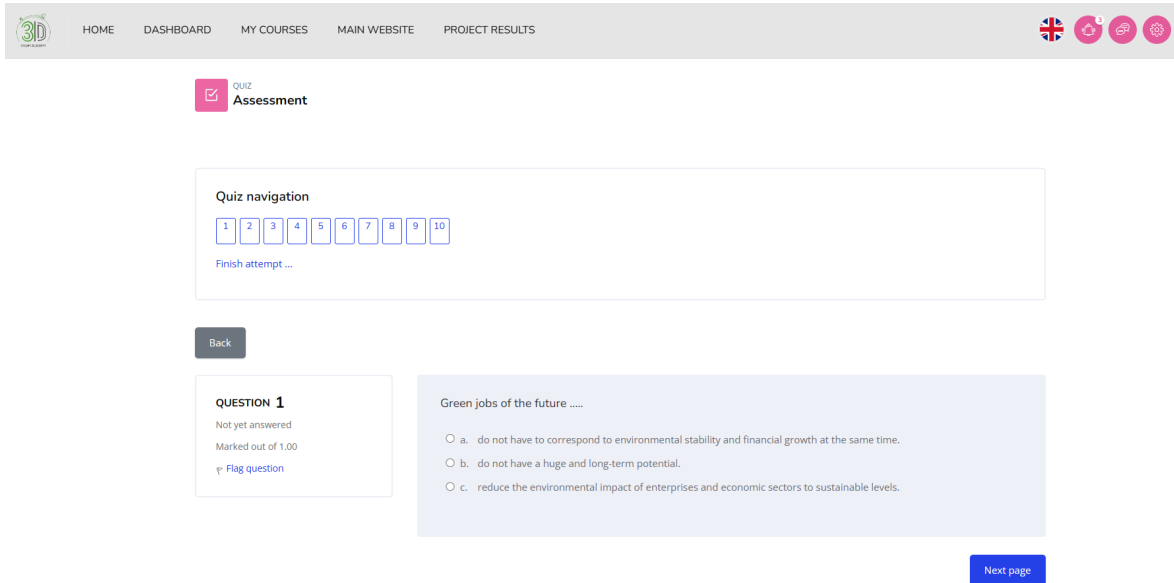 3D
HOME DASHBOARD MY COURSES MAIN WEBSITE PROJECT RESULTS
3
QUIZ
Assessment
Quiz navigation
1 2 3 4 5 6 7 8 9 10
Finish attempt ...
Back
QUESTION 1
Not yet answered
Marked out of 1.00
Flag question
Green jobs of the future .....
a. do not have to correspond to environmental stability and financial growth at the same time.
b. do not have a huge and long-term potential.
c. reduce the environmental impact of enterprises and economic sectors to sustainable levels.
Next page